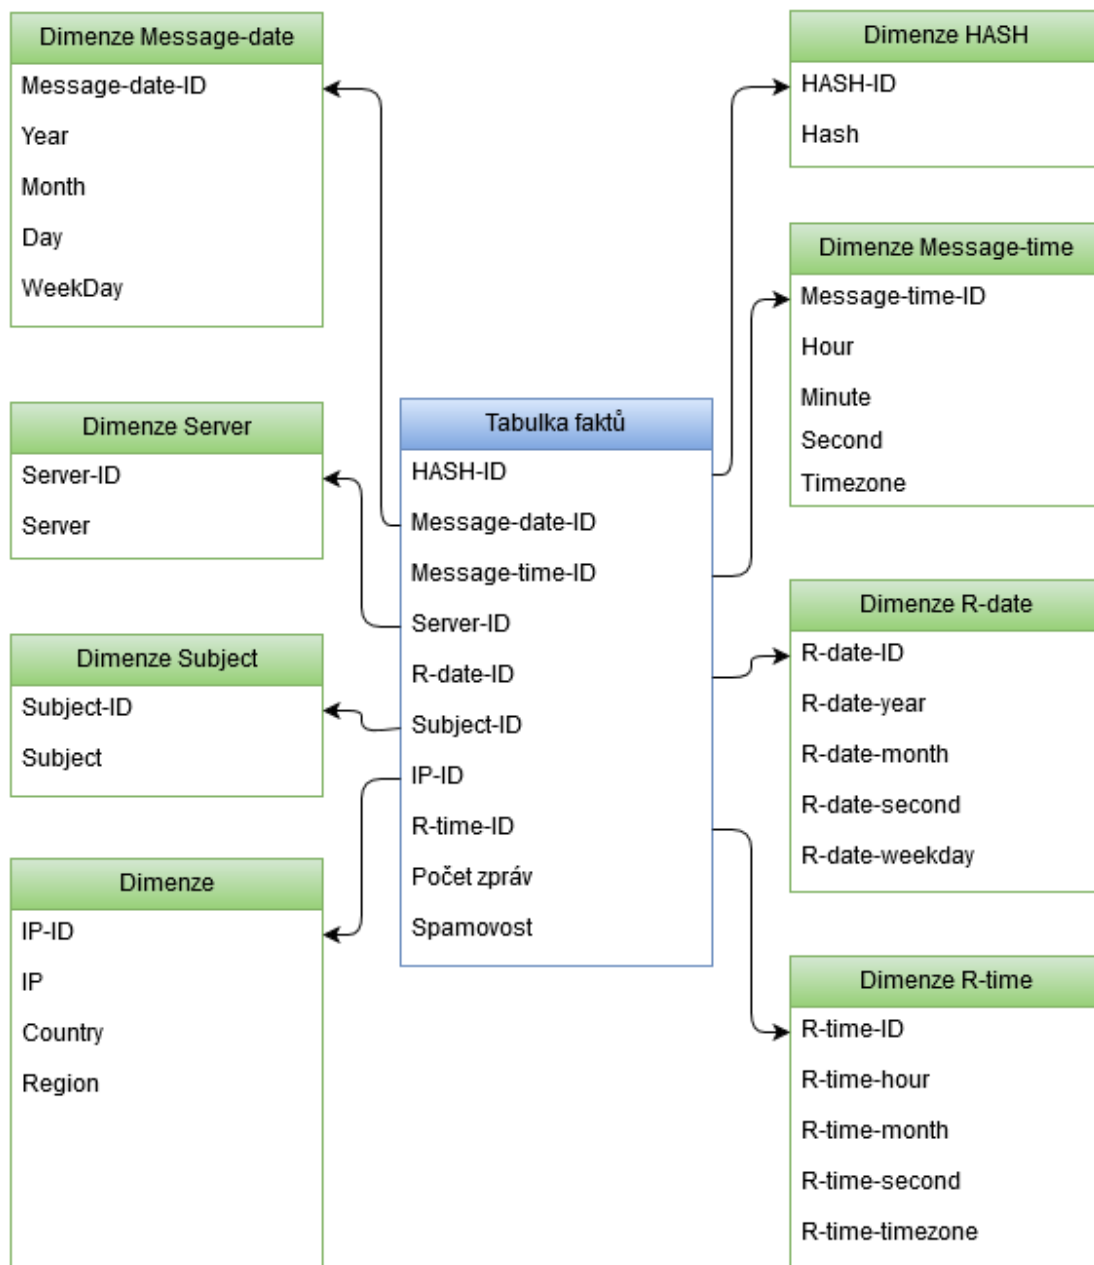 Dimenze Message-date
Message-date-ID
Year
Month
Day
WeekDay
Dimenze Server
Server-ID
Server
Dimenze Subject
Subject-ID
Subject
Dimenze
IP-ID
IP
Country
Region
Tabulka faktů
HASH-ID
Message-date-ID
Message-time-ID
Server-ID
R-date-ID
Subject-ID
IP-ID
R-time-ID
Počet zpráv
Spamovost
Dimenze HASH
HASH-ID
Hash
Dimenze Message-time
Message-time-ID
Hour
Minute
Second
Timezone
Dimenze R-date
R-date-ID
R-date-year
R-date-month
R-date-second
R-date-weekday
Dimenze R-time
R-time-ID
R-time-hour
R-time-month
R-time-second
R-time-timezone